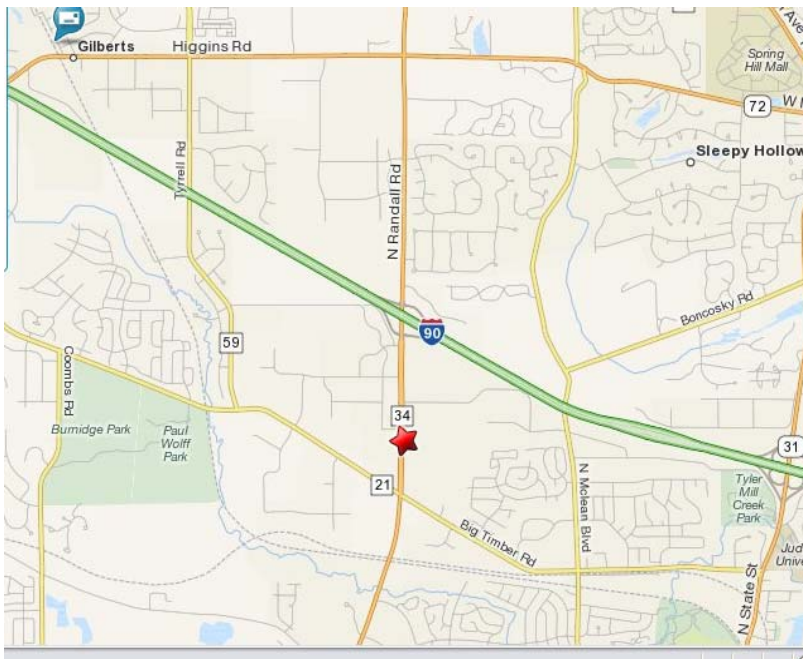 Gilberts
Higgins Rd
Spring
Hill Mall
72
Sleepy Hollow
Tyrrell Rd
N Randall Rd
90
Boncosky Rd
59
Coombs Rd
Burnidge Park
Paul
Wolff
Park
34
21
31
N Mclean Blvd
Tyler
Mill
Creek
Park
Big Timber Rd
N State St